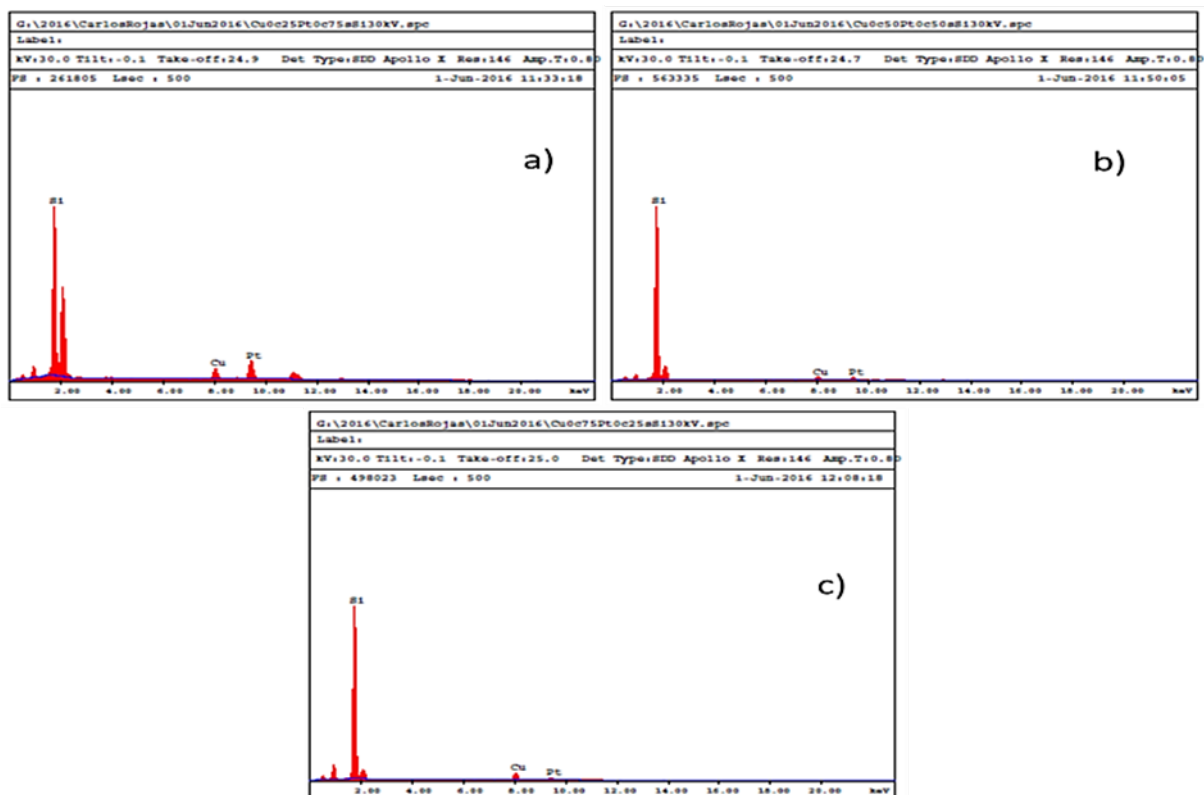 G:\2016\CarlosRojas\01Jun2016\Cu0c25Pt0c75sS130kV.spc
Label:
kV:30.0 Tilt:-0.1 Take-off:24.9 Det Type:SDD Apollo X Res:146 Amp.T:0.80
FS : 261805 Lsec : 500 1-Jun-2016 11:33:18
a)
Si
Cu Pt
2.00 4.00 6.00 8.00 10.00 12.00 14.00 16.00 18.00 20.00 keV
G:\2016\CarlosRojas\01Jun2016\Cu0c50Pt0c50sS130kV.spc
Label:
kV:30.0 Tilt:-0.1 Take-off:24.7 Det Type:SDD Apollo X Res:146 Amp.T:0.80
FS : 563335 Lsec : 500 1-Jun-2016 11:50:05
b)
Si
Cu Pt
2.00 4.00 6.00 8.00 10.00 12.00 14.00 16.00 18.00 20.00 keV
G:\2016\CarlosRojas\01Jun2016\Cu0c75Pt0c25sS130kV.spc
Label:
kV:30.0 Tilt:-0.1 Take-off:25.0 Det Type:SDD Apollo X Res:146 Amp.T:0.80
FS : 498023 Lsec : 500 1-Jun-2016 12:08:18
c)
Si
Cu Pt
2.00 4.00 6.00 8.00 10.00 12.00 14.00 16.00 18.00 20.00 keV